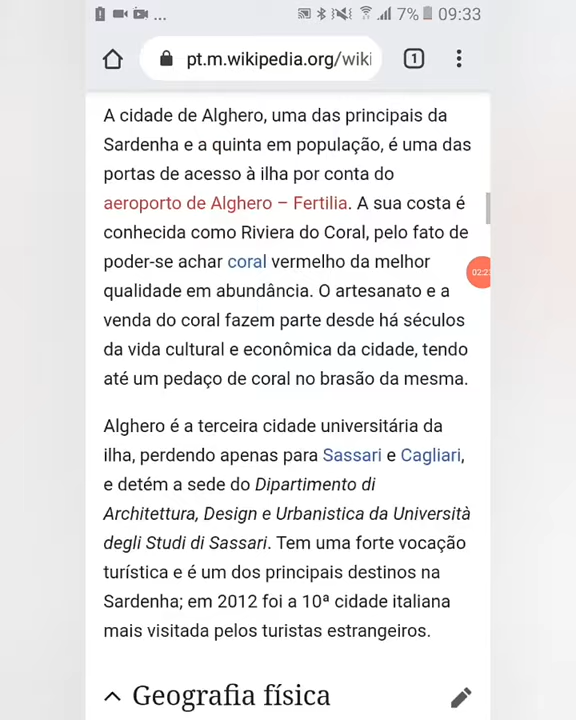 ... 7% 09:33
pt.m.wikipedia.org/wiki 1
A cidade de Alghero, uma das principais da
Sardenha e a quinta em população, é uma das
portas de acesso à ilha por conta do
aeroporto de Alghero – Fertilia. A sua costa é
conhecida como Riviera do Coral, pelo fato de
poder-se achar coral vermelho da melhor
qualidade em abundância. O artesanato e a
venda do coral fazem parte desde há séculos
da vida cultural e econômica da cidade, tendo
até um pedaço de coral no brasão da mesma.
Alghero é a terceira cidade universitária da
ilha, perdendo apenas para Sassari e Cagliari,
e detém a sede do Dipartimento di
Architettura, Design e Urbanistica da Università
degli Studi di Sassari. Tem uma forte vocação
turística e é um dos principais destinos na
Sardenha; em 2012 foi a 10ª cidade italiana
mais visitada pelos turistas estrangeiros.
Geografia física